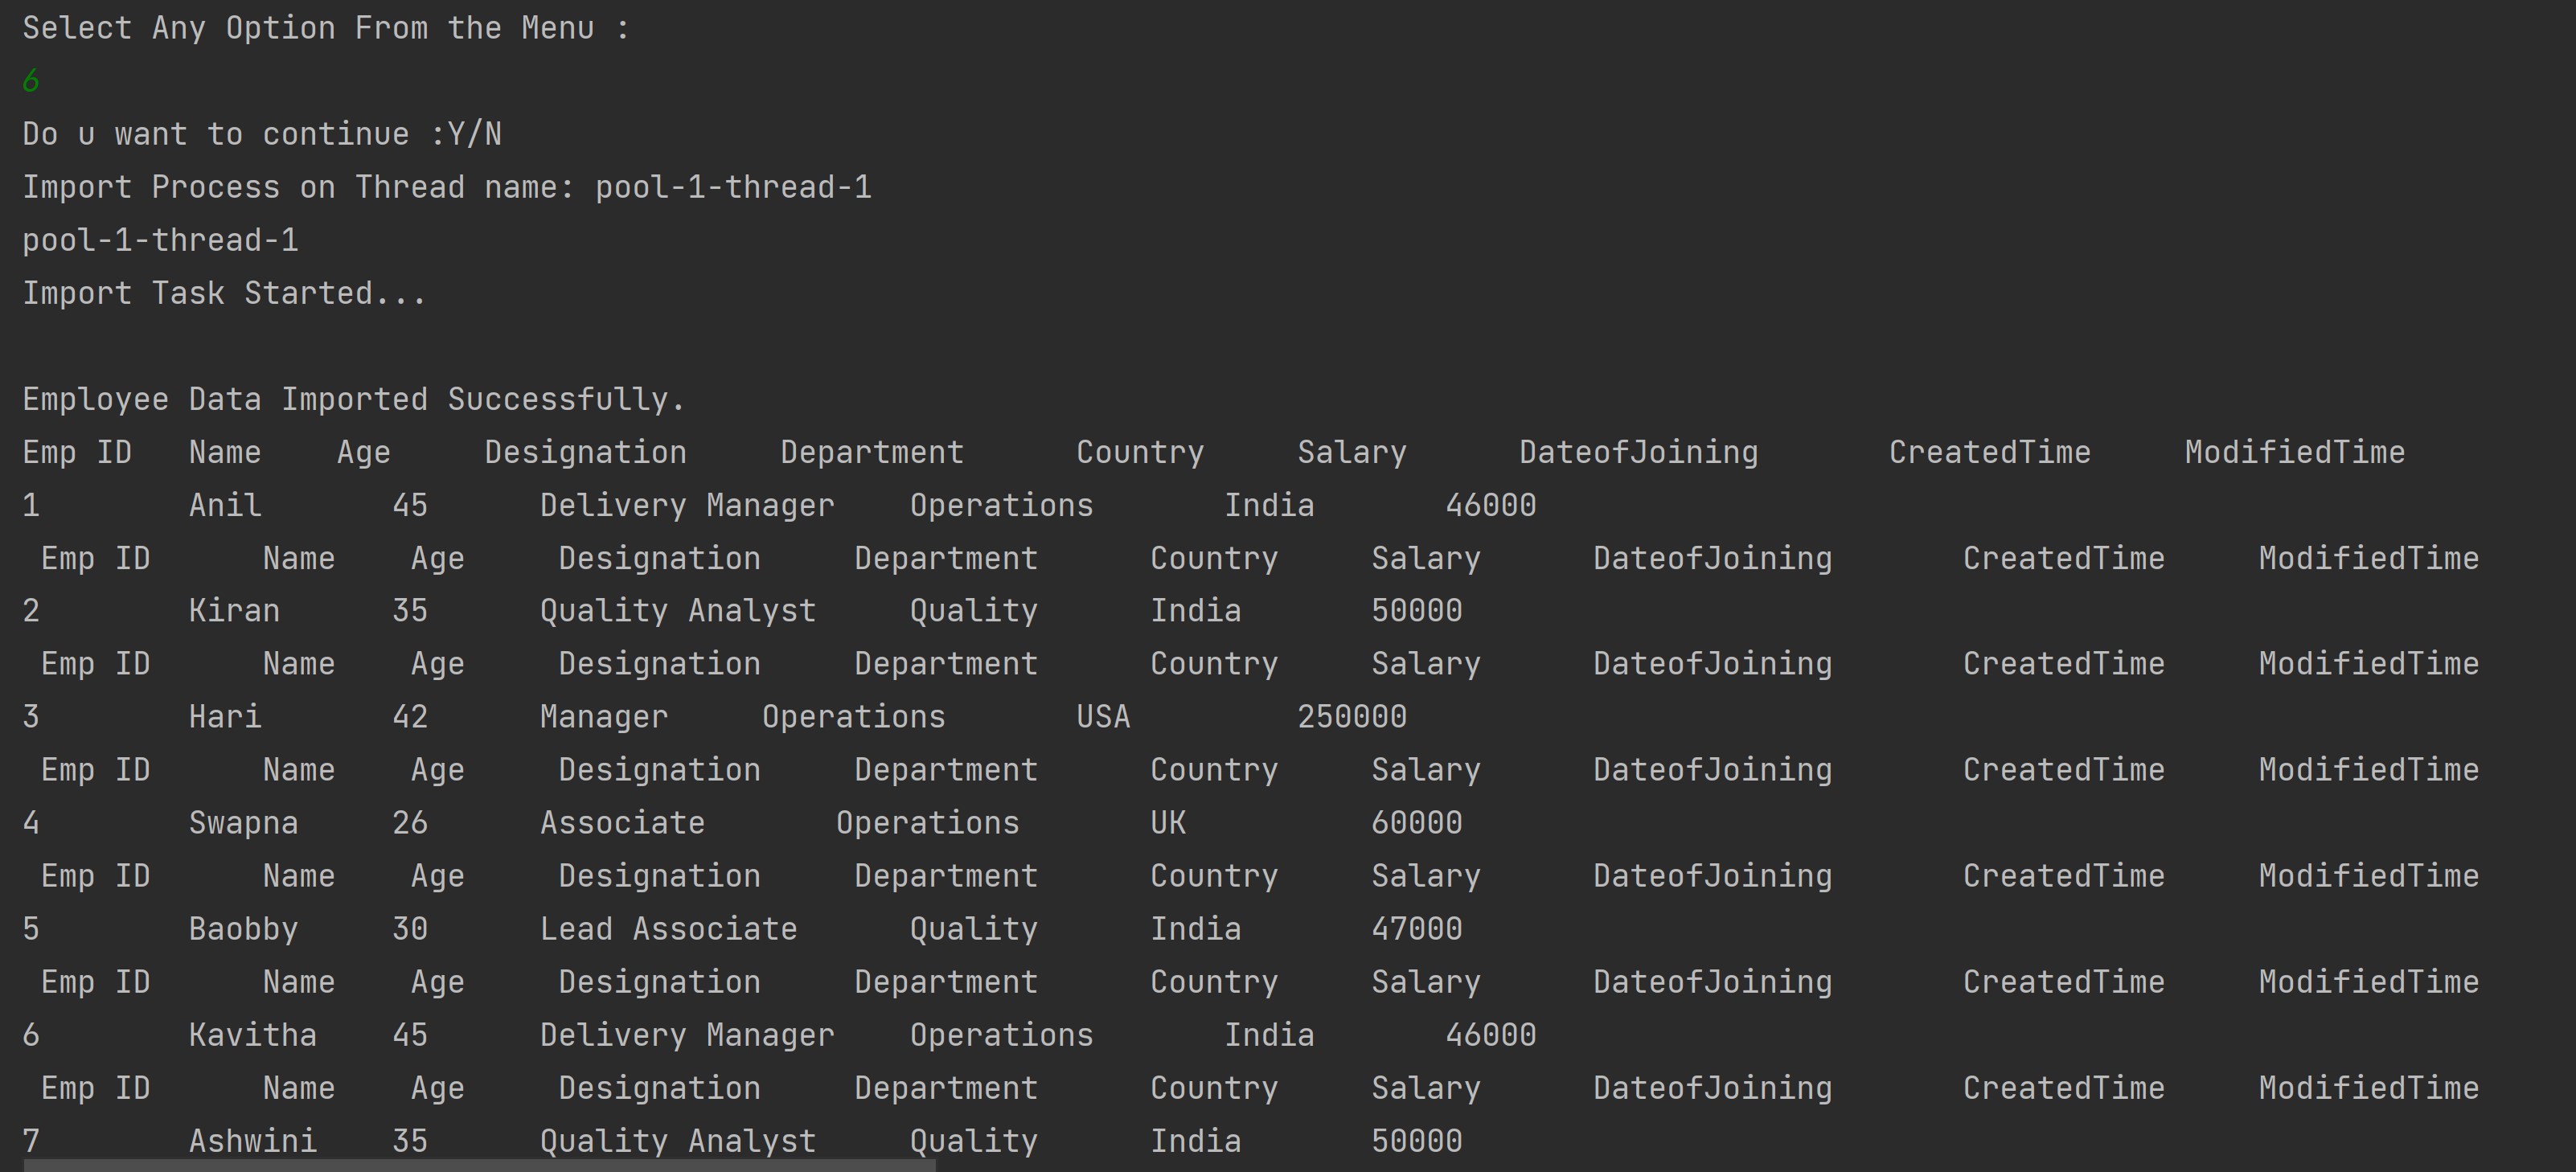 Select Any Option From the Menu :
6
Do u want to continue :Y/N
Import Process on Thread name: pool-1-thread-1
pool-1-thread-1
Import Task Started...
Employee Data Imported Successfully.
Emp ID   Name    Age     Designation     Department      Country     Salary      DateofJoining       CreatedTime     ModifiedTime
1        Anil       45      Delivery Manager    Operations       India       46000
 Emp ID      Name    Age     Designation     Department      Country     Salary      DateofJoining       CreatedTime     ModifiedTime
2        Kiran      35      Quality Analyst     Quality      India       50000
 Emp ID      Name    Age     Designation     Department      Country     Salary      DateofJoining       CreatedTime     ModifiedTime
3        Hari       42      Manager     Operations       USA         250000
 Emp ID      Name    Age     Designation     Department      Country     Salary      DateofJoining       CreatedTime     ModifiedTime
4        Swapna     26      Associate       Operations       UK          60000
 Emp ID      Name    Age     Designation     Department      Country     Salary      DateofJoining       CreatedTime     ModifiedTime
5        Baobby     30      Lead Associate      Quality      India       47000
 Emp ID      Name    Age     Designation     Department      Country     Salary      DateofJoining       CreatedTime     ModifiedTime
6        Kavitha    45      Delivery Manager    Operations       India       46000
 Emp ID      Name    Age     Designation     Department      Country     Salary      DateofJoining       CreatedTime     ModifiedTime
7        Ashwini    35      Quality Analyst     Quality      India       50000